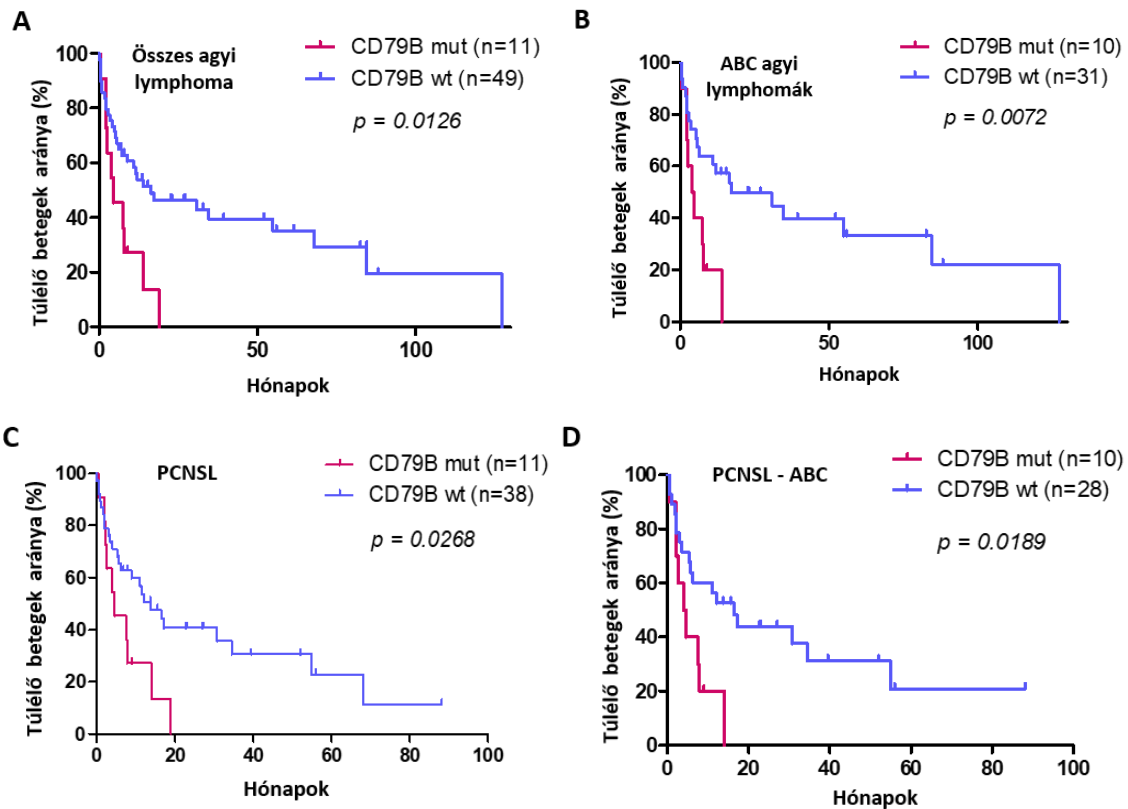 A
Összes agyi
lymphoma
CD79B mut (n=11)
CD79B wt (n=49)
p = 0.0126
Túlélő betegek aránya (%)
100
80
60
40
20
0
0
50
100
Hónapok
B
ABC agyi
lymphomák
CD79B mut (n=10)
CD79B wt (n=31)
p = 0.0072
Túlélő betegek aránya (%)
100
80
60
40
20
0
0
50
100
Hónapok
C
PCNSL
CD79B mut (n=11)
CD79B wt (n=38)
p = 0.0268
Túlélő betegek aránya (%)
100
80
60
40
20
0
0
20
40
60
80
100
Hónapok
D
PCNSL - ABC
CD79B mut (n=10)
CD79B wt (n=28)
p = 0.0189
Túlélő betegek aránya (%)
100
80
60
40
20
0
0
20
40
60
80
100
Hónapok